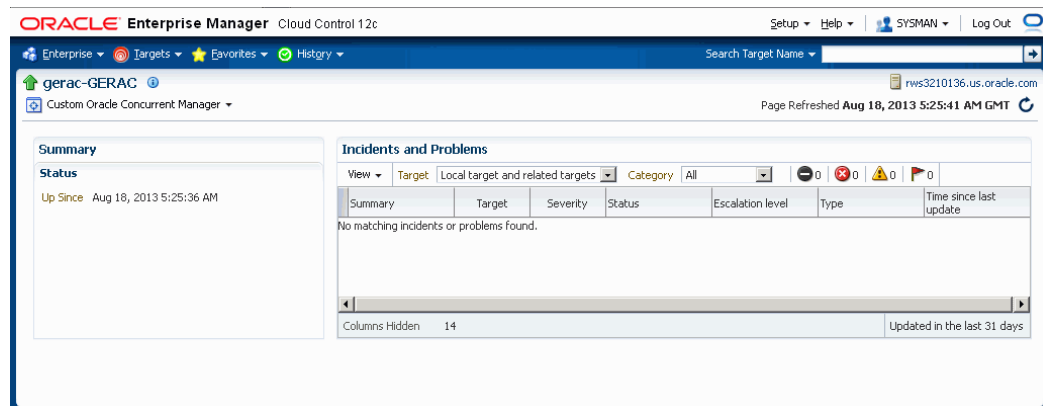 ORACLE Enterprise Manager Cloud Control 12c Setup Help SYSMAN Log Out
Enterprise Targets Favorites History Search Target Name
gerac-GERAC rws3210136.us.oracle.com
Custom Oracle Concurrent Manager Page Refreshed Aug 18, 2013 5:25:41 AM GMT
Summary
Status
Up Since Aug 18, 2013 5:25:36 AM
Incidents and Problems
View Target Local target and related targets Category All 0 0 0 0
Summary Target Severity Status Escalation level Type Time since last update
No matching incidents or problems found.
Columns Hidden 14 Updated in the last 31 days